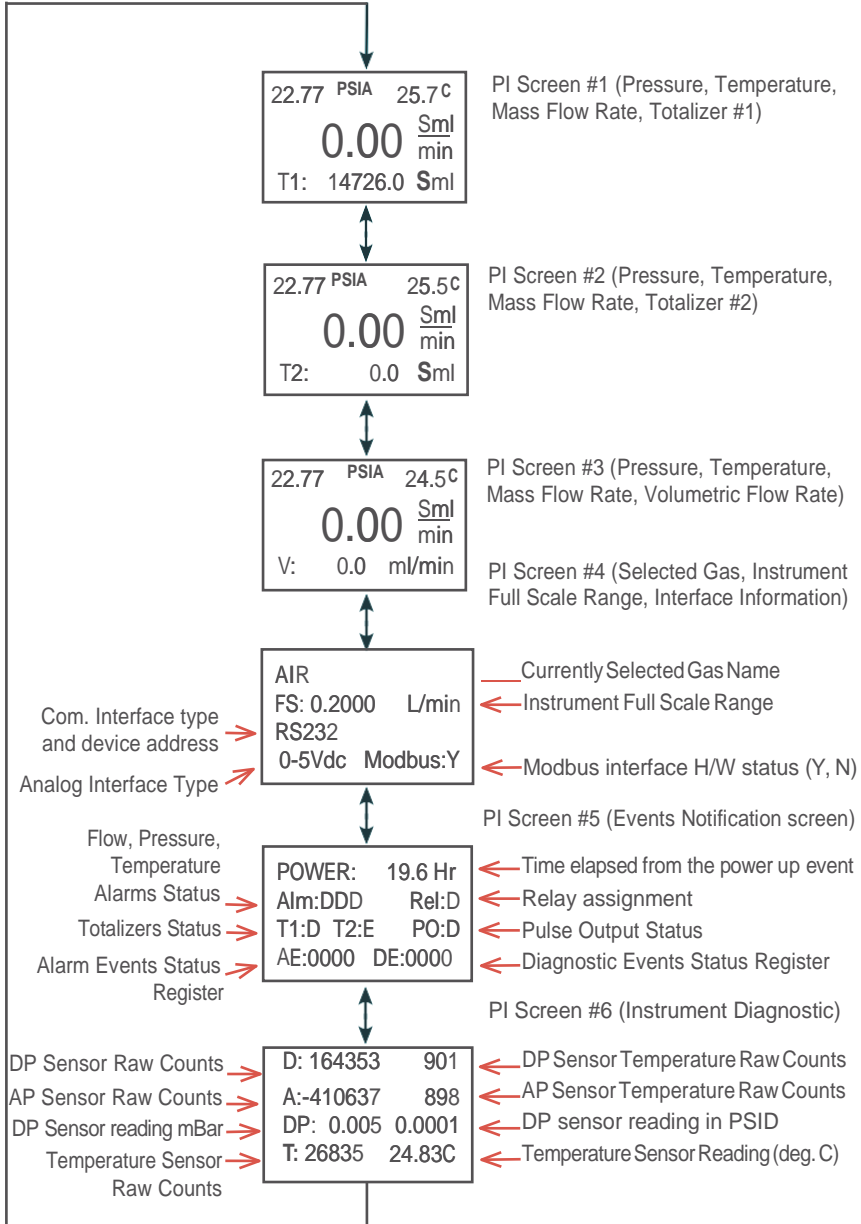 22.77 PSIA 25.7 C
0.00 Sml
min
T1: 14726.0 Sml
PI Screen #1 (Pressure, Temperature,
Mass Flow Rate, Totalizer #1)
22.77 PSIA 25.5 C
0.00 Sml
min
T2: 0.0 Sml
PI Screen #2 (Pressure, Temperature,
Mass Flow Rate, Totalizer #2)
22.77 PSIA 24.5 C
0.00 Sml
min
V: 0.0 ml/min
PI Screen #3 (Pressure, Temperature,
Mass Flow Rate, Volumetric Flow Rate)
PI Screen #4 (Selected Gas, Instrument
Full Scale Range, Interface Information)
AIR
FS: 0.2000 L/min
RS232
0-5Vdc Modbus:Y
Com. Interface type
and device address
Analog Interface Type
Currently Selected Gas Name
Instrument Full Scale Range
Modbus interface H/W status (Y, N)
PI Screen #5 (Events Notification screen)
Flow, Pressure,
Temperature
Alarms Status
Totalizers Status
Alarm Events Status
Register
POWER: 19.6 Hr
Alm:DDD Rel:D
T1:D T2:E PO:D
AE:0000 DE:0000
Time elapsed from the power up event
Relay assignment
Pulse Output Status
Diagnostic Events Status Register
PI Screen #6 (Instrument Diagnostic)
DP Sensor Raw Counts
AP Sensor Raw Counts
DP Sensor reading mBar
Temperature Sensor
Raw Counts
D: 164353 901
A:-410637 898
DP: 0.005 0.0001
T: 26835 24.83C
DP Sensor Temperature Raw Counts
AP Sensor Temperature Raw Counts
DP sensor reading in PSID
Temperature Sensor Reading (deg. C)